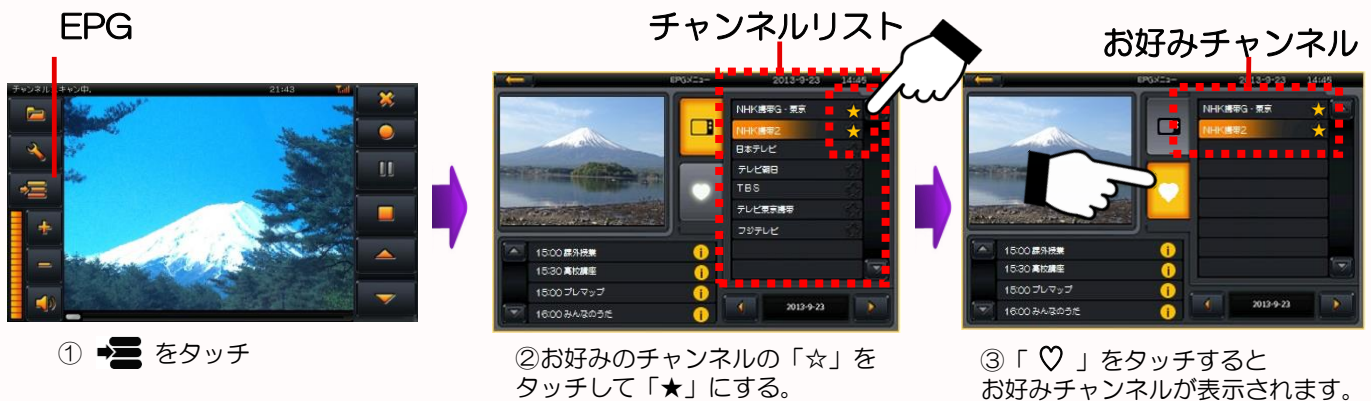 EPG
チャンネルリスト
お好みチャンネル
チャンネルスキャン中. 21:43
EPGメニュー 2013-9-23 14:45
NHK携帯G・東京
NHK携帯2
日本テレビ
テレビ朝日
TBS
テレビ東京携帯
フジテレビ
15:00 課外授業
15:30 高校講座
15:00 プレマップ
16:00 みんなのうた
2013-9-23
EPGメニュー 2013-9-23 14:45
NHK携帯G・東京
NHK携帯2
15:00 課外授業
15:30 高校講座
15:00 プレマップ
16:00 みんなのうた
2013-9-23
① をタッチ
②お好みのチャンネルの「☆」を
タッチして「★」にする。
③「 ♡ 」をタッチすると
お好みチャンネルが表示されます。